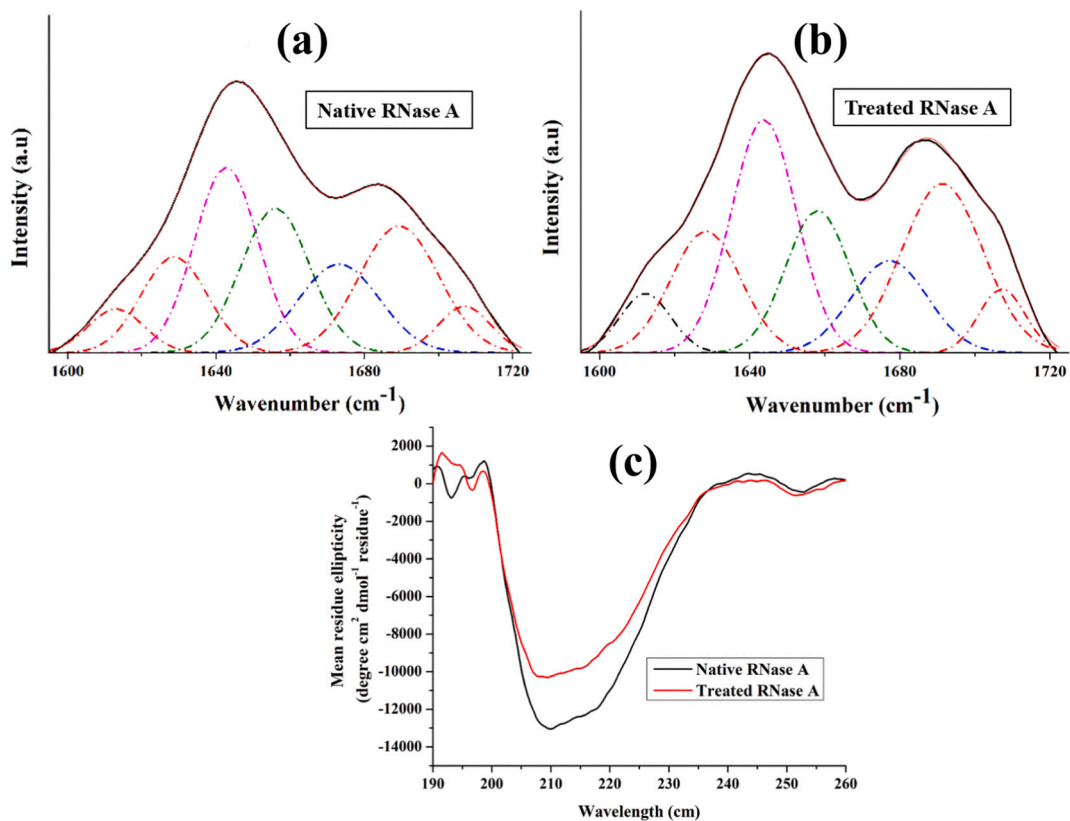 (a)
Native RNase A
Intensity (a.u)
1600
1640
1680
1720
Wavenumber (cm-1)
(b)
Treated RNase A
Intensity (a.u)
1600
1640
1680
1720
Wavenumber (cm-1)
(c)
Mean residue ellipticity
(degree cm2 dmol-1 residue-1)
2000
0
-2000
-4000
-6000
-8000
-10000
-12000
-14000
Native RNase A
Treated RNase A
190
200
210
220
230
240
250
260
Wavelength (cm)